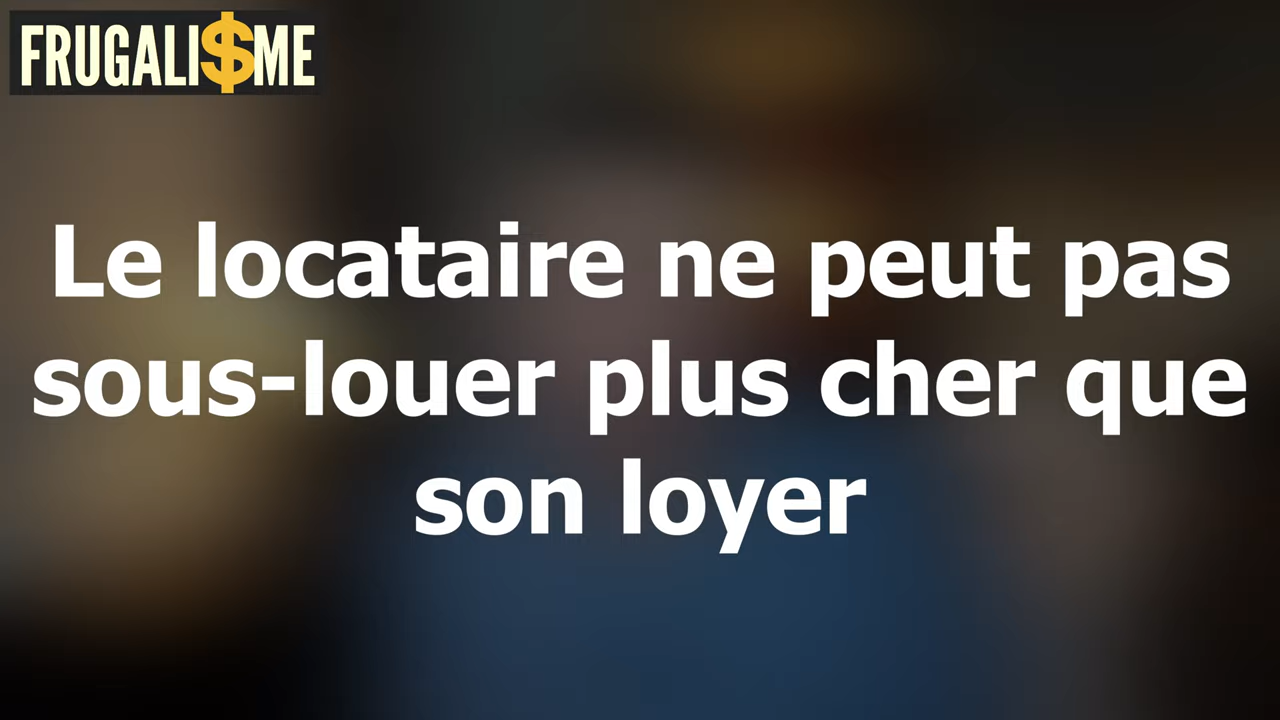 FRUGALI$ME
Le locataire ne peut pas
sous-louer plus cher que
son loyer